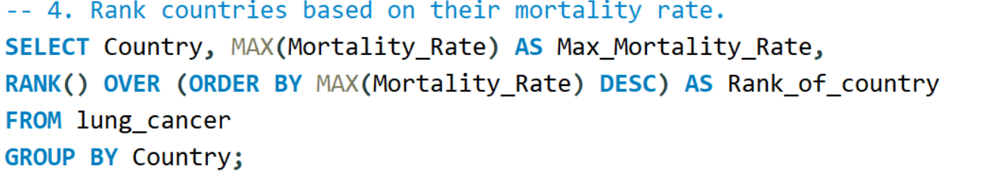 -- 4. Rank countries based on their mortality rate.
SELECT Country, MAX(Mortality_Rate) AS Max_Mortality_Rate,
RANK() OVER (ORDER BY MAX(Mortality_Rate) DESC) AS Rank_of_country
FROM lung_cancer
GROUP BY Country;